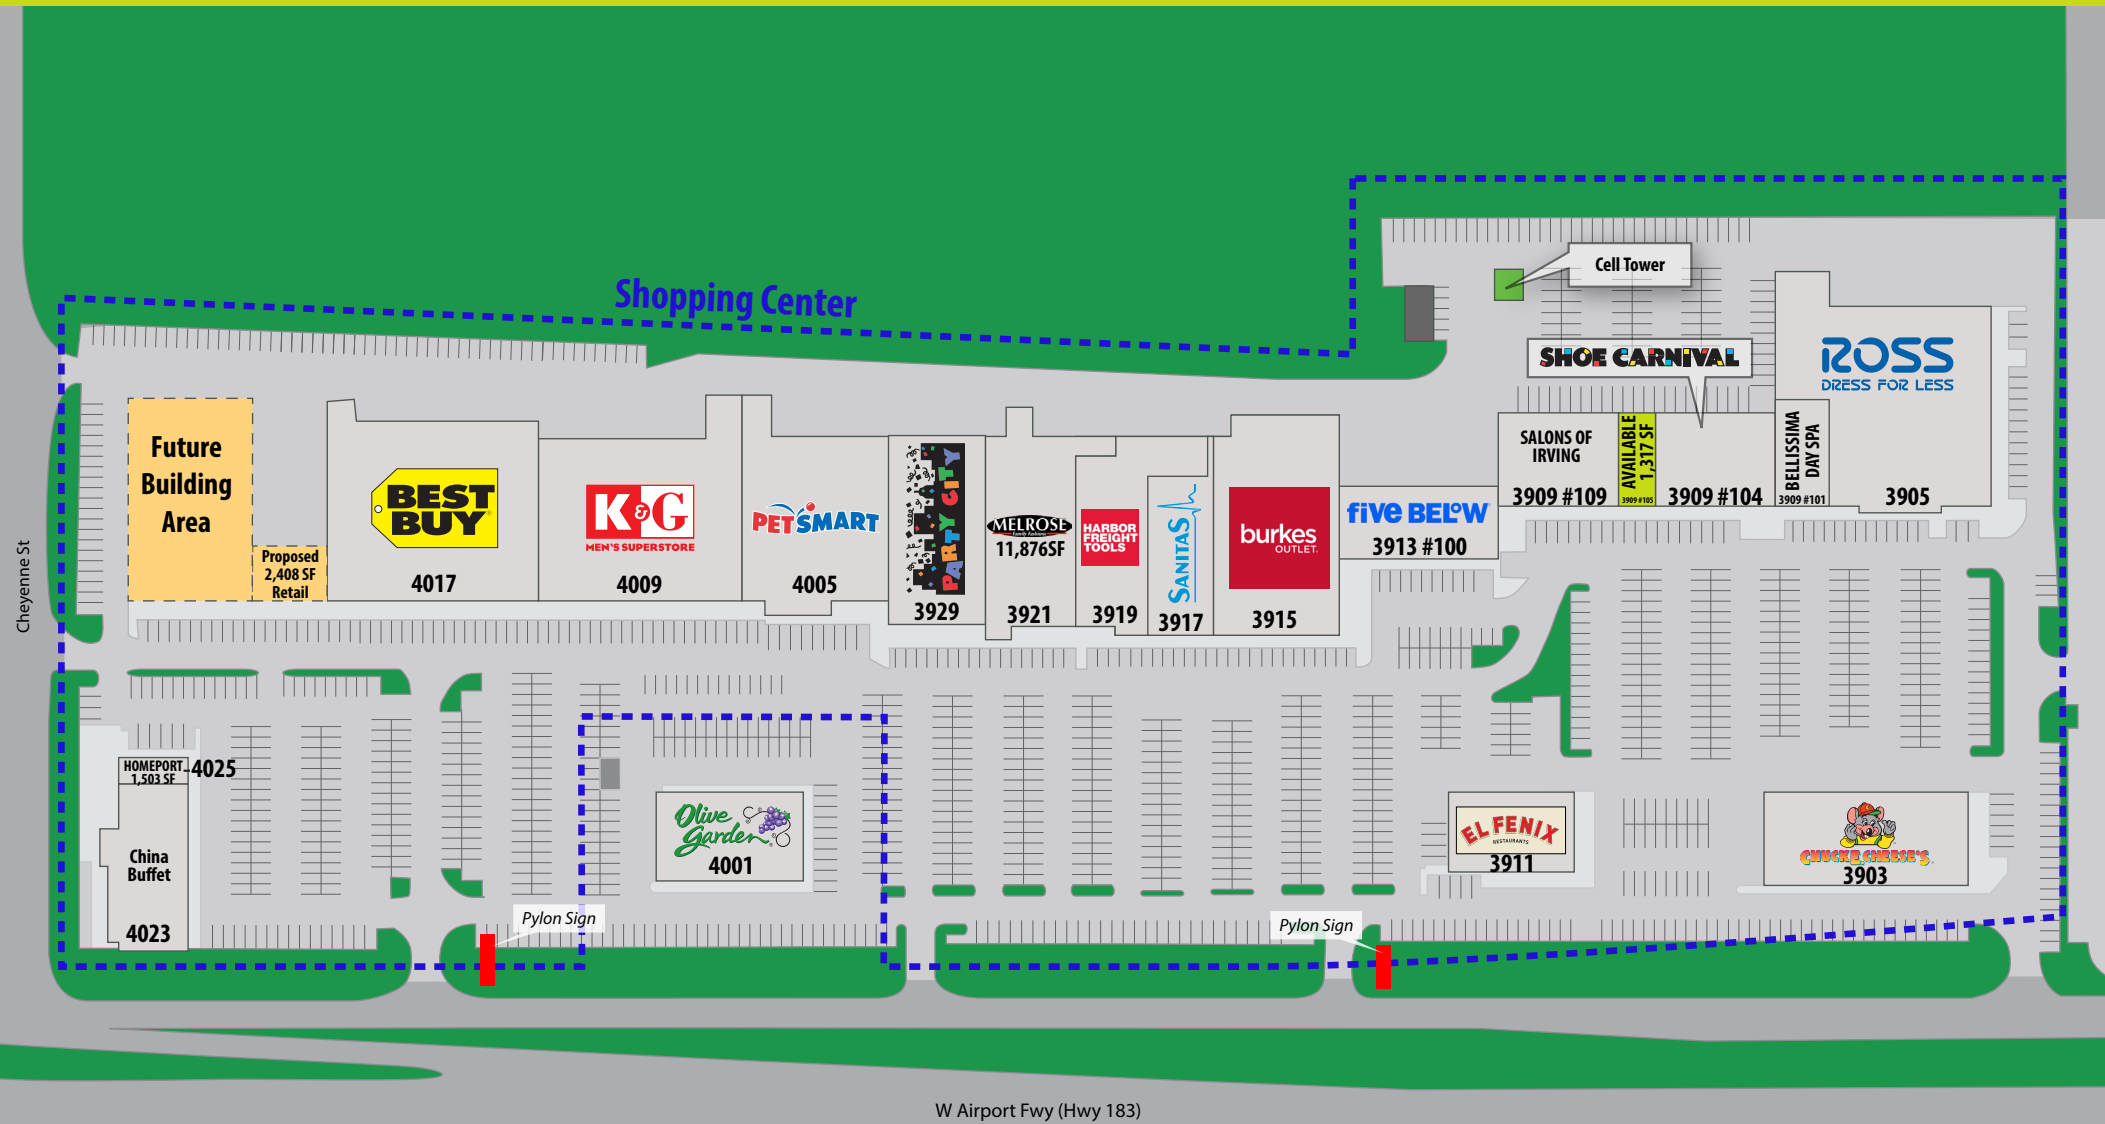 Shopping Center
Cell Tower
SHOE CARNIVAL
ROSS
DRESS FOR LESS
Future
Building
Area
Proposed
2,408 SF
Retail
BEST
BUY
4017
K&G
MEN'S SUPERSTORE
4009
PETSMART
4005
PARTY CITY
3929
MELROSE
Family Fashions
11,876SF
3921
HARBOR
FREIGHT
TOOLS
3919
SANITAS
3917
burkes
OUTLET.
3915
five BELOW
3913 #100
SALONS OF
IRVING
3909 #109
AVAILABLE
1,317 SF
3909 #105
3909 #104
BELLISSIMA
DAY SPA
3909 #101
3905
Cheyenne St
HOMEPORT
1,503 SF
4025
China
Buffet
4023
Olive
Garden
4001
EL FENIX
RESTAURANTS
3911
CHUCK E. CHEESE'S
3903
Pylon Sign
Pylon Sign
W Airport Fwy (Hwy 183)